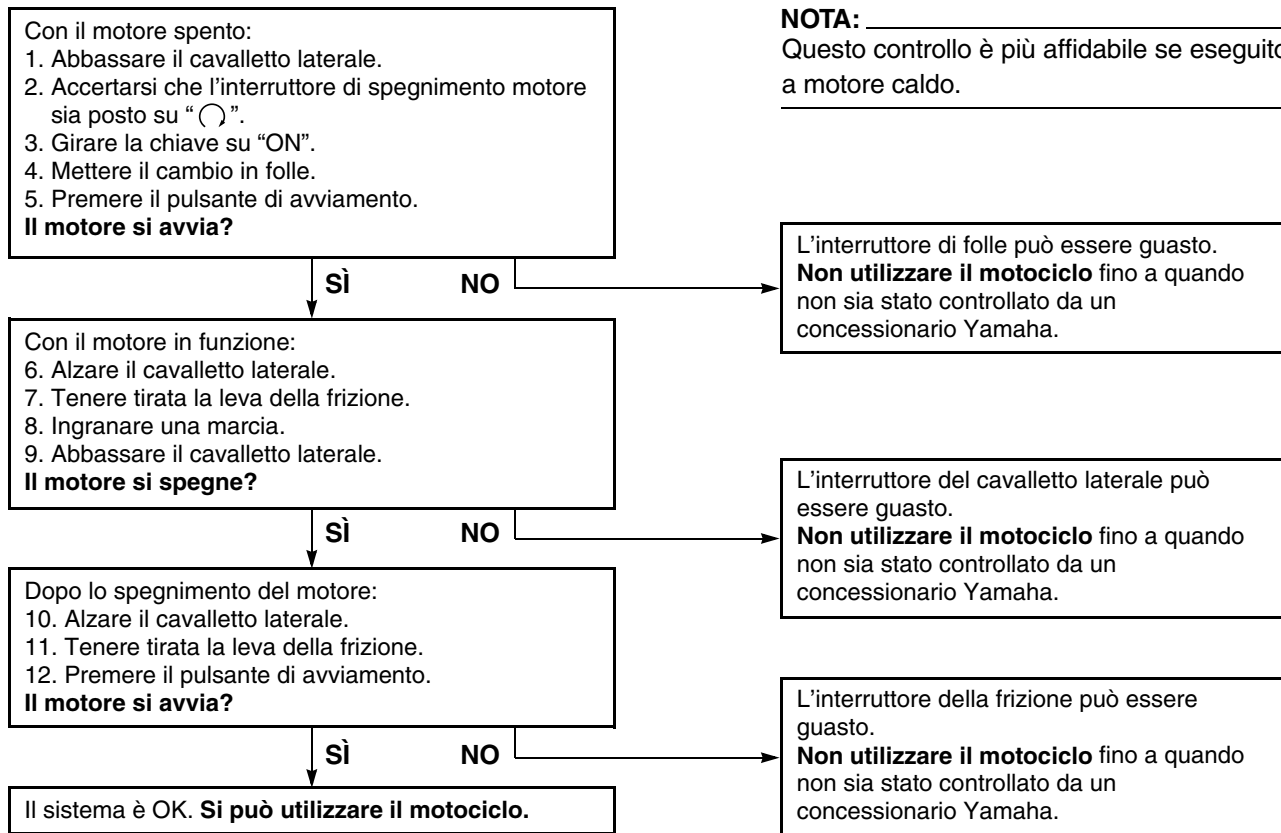 Con il motore spento:
1. Abbassare il cavalletto laterale.
2. Accertarsi che l’interruttore di spegnimento motore
sia posto su “ ”.
3. Girare la chiave su “ON”.
4. Mettere il cambio in folle.
5. Premere il pulsante di avviamento.
Il motore si avvia?
NOTA:
Questo controllo è più affidabile se eseguito
a motore caldo.
SÌ NO
L’interruttore di folle può essere guasto.
Non utilizzare il motociclo fino a quando
non sia stato controllato da un
concessionario Yamaha.
Con il motore in funzione:
6. Alzare il cavalletto laterale.
7. Tenere tirata la leva della frizione.
8. Ingranare una marcia.
9. Abbassare il cavalletto laterale.
Il motore si spegne?
SÌ NO
L’interruttore del cavalletto laterale può
essere guasto.
Non utilizzare il motociclo fino a quando
non sia stato controllato da un
concessionario Yamaha.
Dopo lo spegnimento del motore:
10. Alzare il cavalletto laterale.
11. Tenere tirata la leva della frizione.
12. Premere il pulsante di avviamento.
Il motore si avvia?
SÌ NO
L’interruttore della frizione può essere
guasto.
Non utilizzare il motociclo fino a quando
non sia stato controllato da un
concessionario Yamaha.
Il sistema è OK. Si può utilizzare il motociclo.